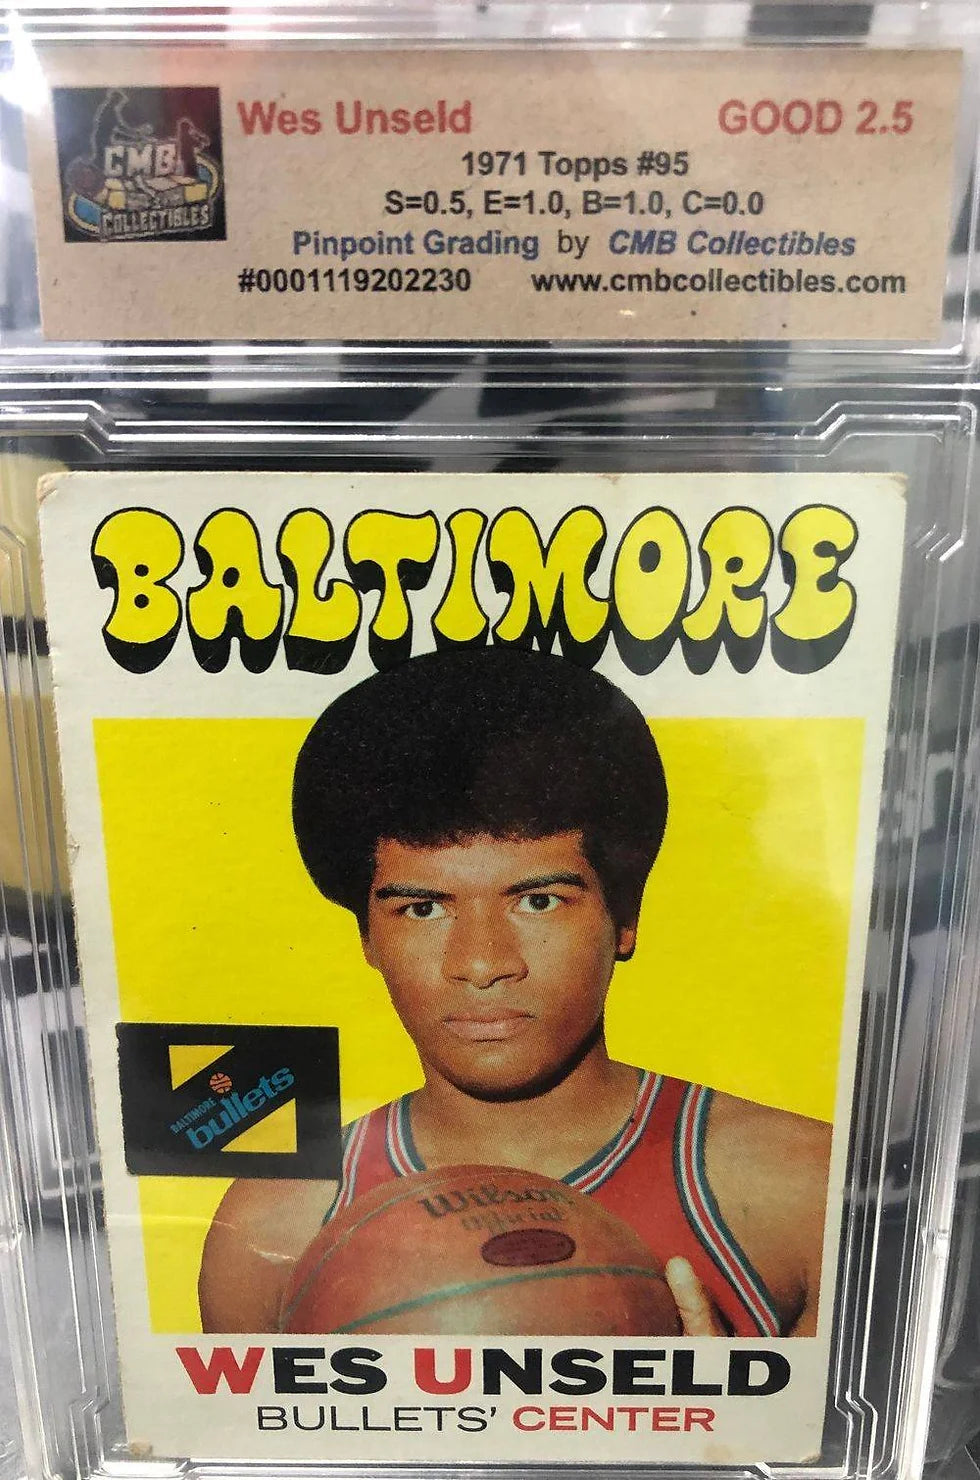 CMB
COLLECTIBLES
Wes Unseld GOOD 2.5
1971 Topps #95
S=0.5, E=1.0, B=1.0, C=0.0
Pinpoint Grading by CMB Collectibles
#0001119202230 www.cmbcollectibles.com
BALTIMORE
BALTIMORE
bullets
Wilson
Official
WES UNSELD
BULLETS' CENTER